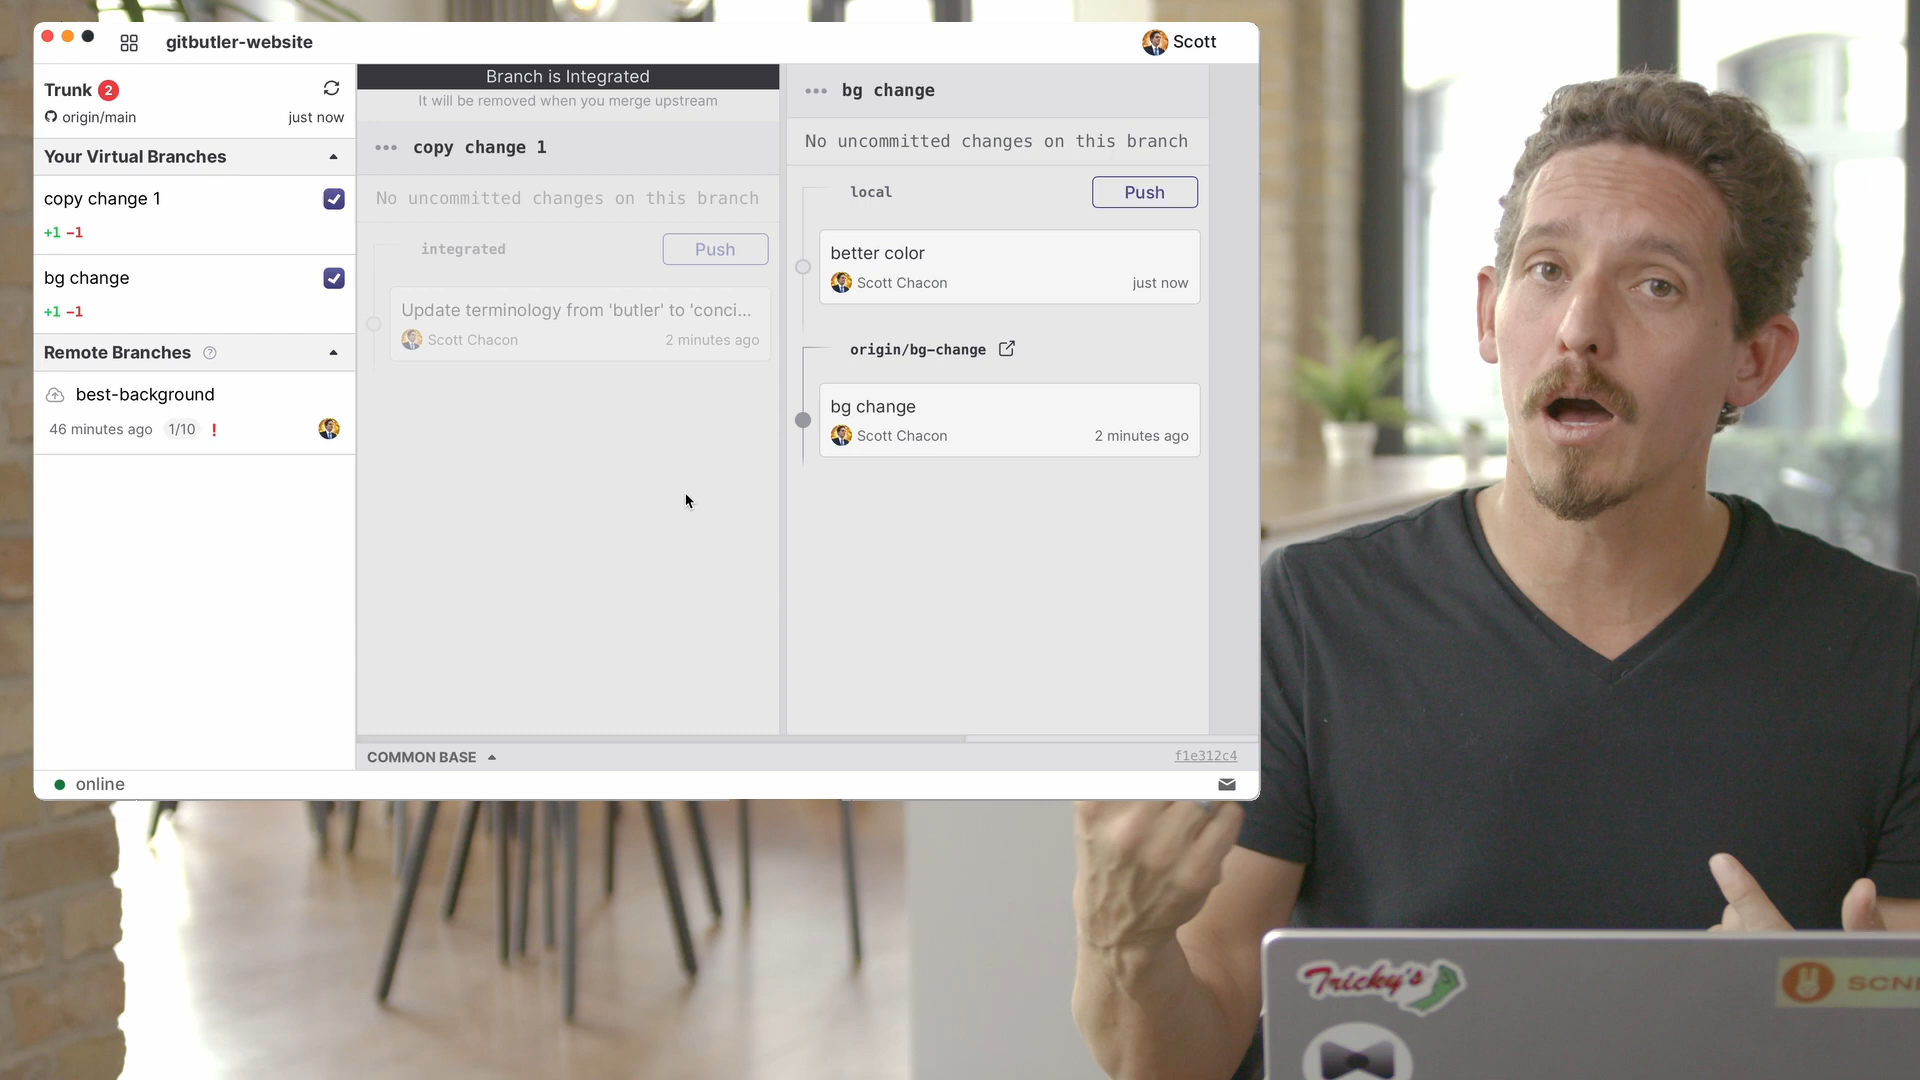 gitbutler-website
Scott
Trunk 2
origin/main just now
Your Virtual Branches
copy change 1
+1 −1
bg change
+1 −1
Remote Branches
best-background
46 minutes ago 1/10 !
Branch is Integrated
It will be removed when you merge upstream
copy change 1
No uncommitted changes on this branch
integrated Push
Update terminology from 'butler' to 'conci...
Scott Chacon 2 minutes ago
bg change
No uncommitted changes on this branch
local Push
better color
Scott Chacon just now
origin/bg-change
bg change
Scott Chacon 2 minutes ago
COMMON BASE f1e312c4
online
Tricky's